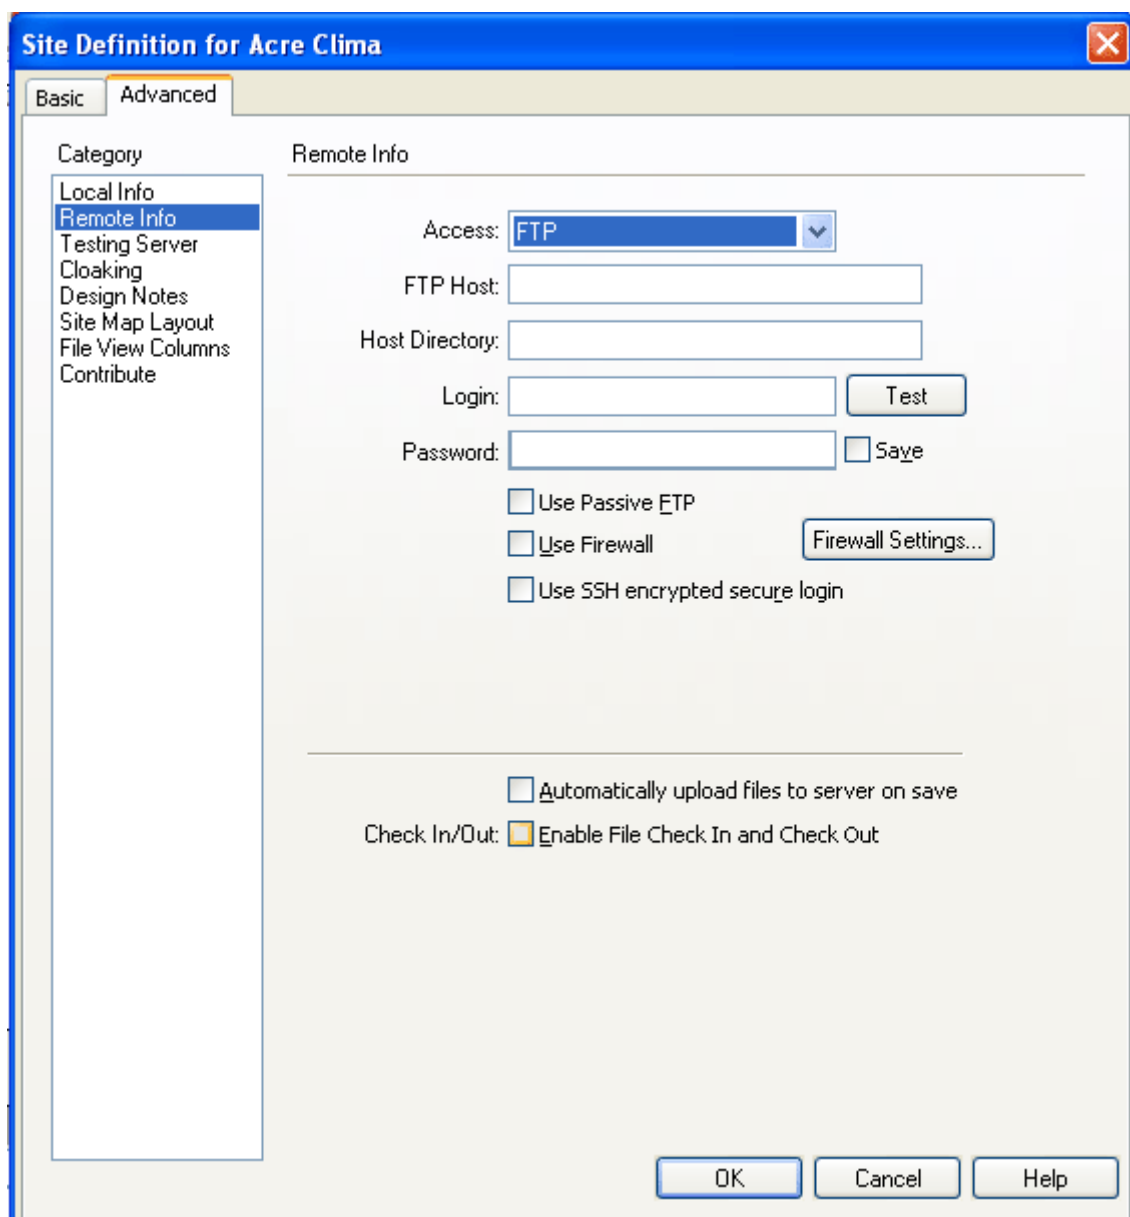 Site Definition for Acre Clima
Basic
Advanced
Category
Local Info
Remote Info
Testing Server
Cloaking
Design Notes
Site Map Layout
File View Columns
Contribute
Remote Info
Access: FTP
FTP Host:
Host Directory:
Login:
Test
Password:
Save
Use Passive FTP
Use Firewall
Firewall Settings...
Use SSH encrypted secure login
Automatically upload files to server on save
Check In/Out: Enable File Check In and Check Out
OK
Cancel
Help